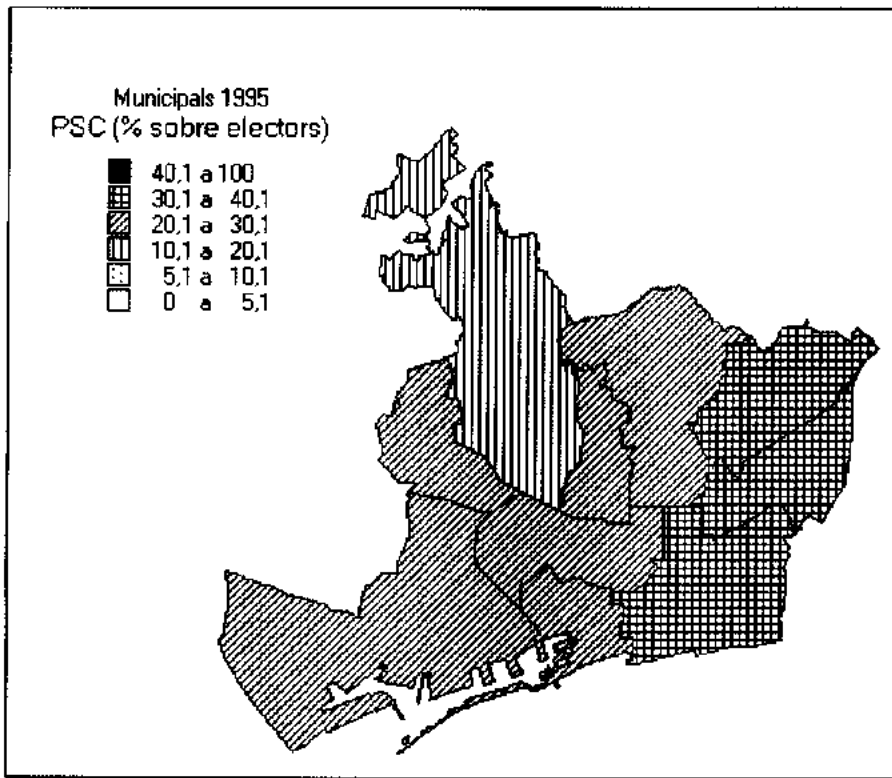 Municipals 1995
PSC (% sobre electors)
40,1 a 100
30,1 a 40,1
20,1 a 30,1
10,1 a 20,1
5,1 a 10,1
0 a 5,1